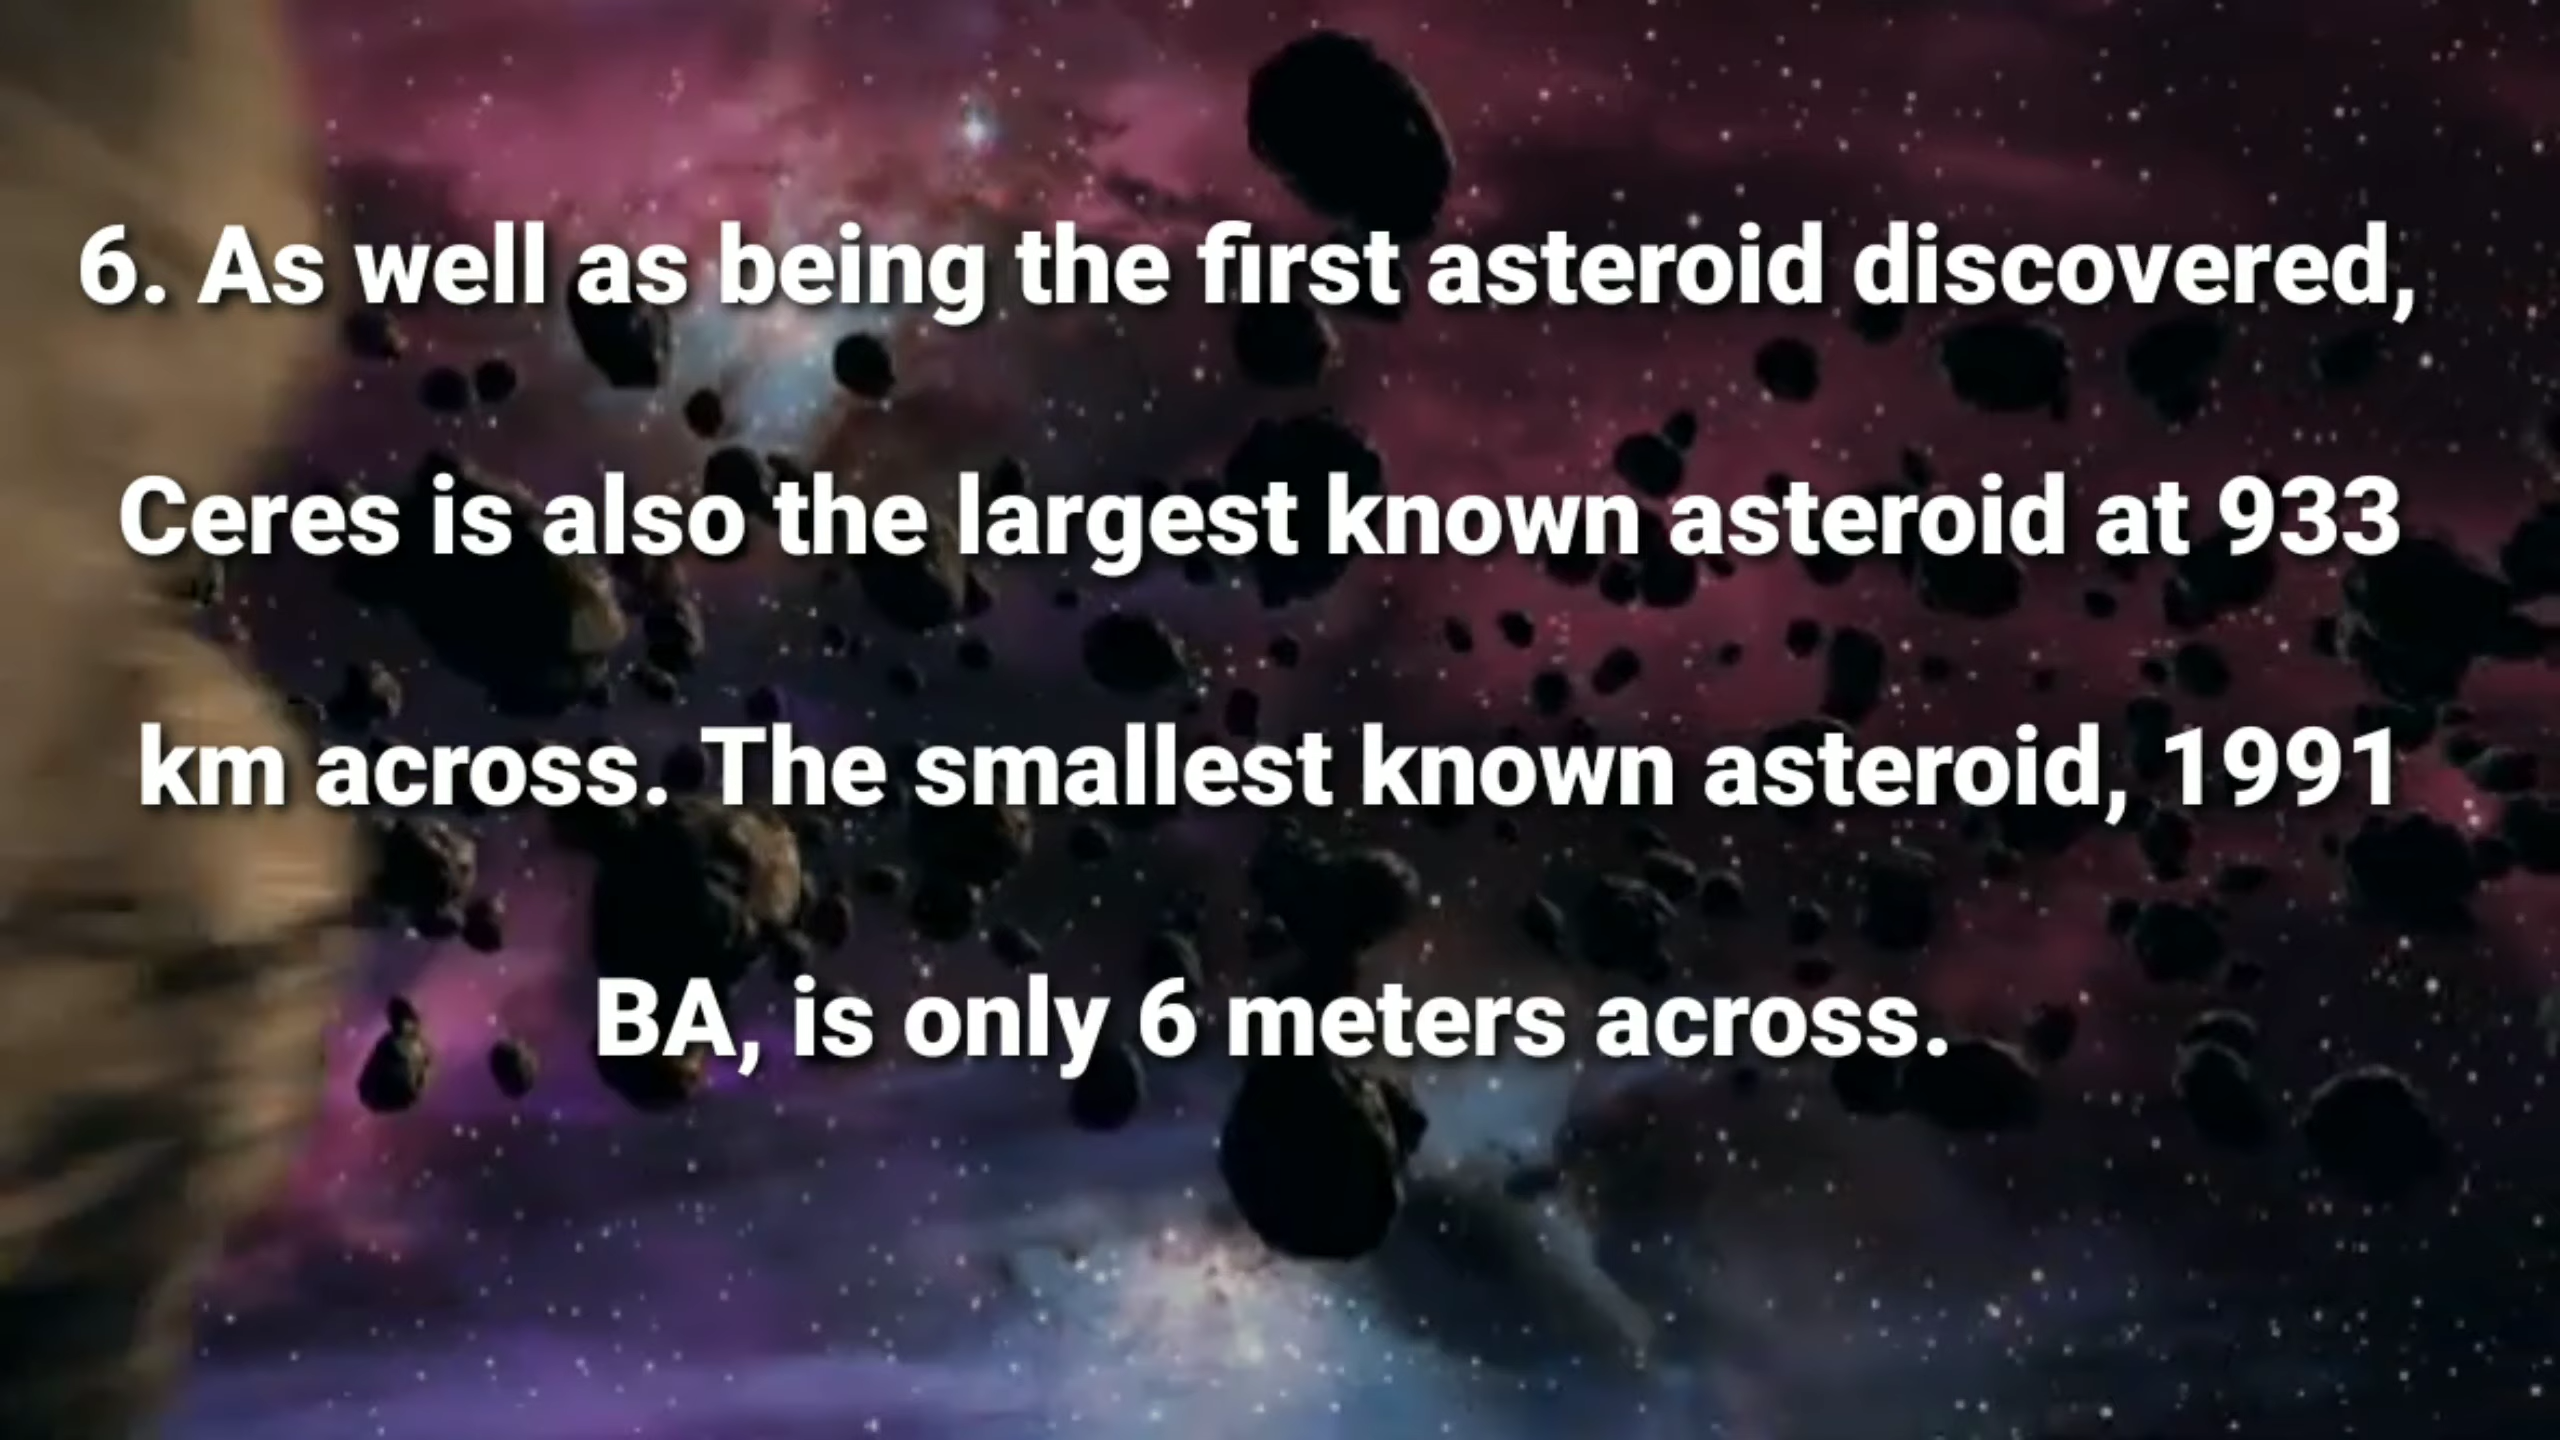 6. As well as being the first asteroid discovered,
Ceres is also the largest known asteroid at 933
km across. The smallest known asteroid, 1991
BA, is only 6 meters across.